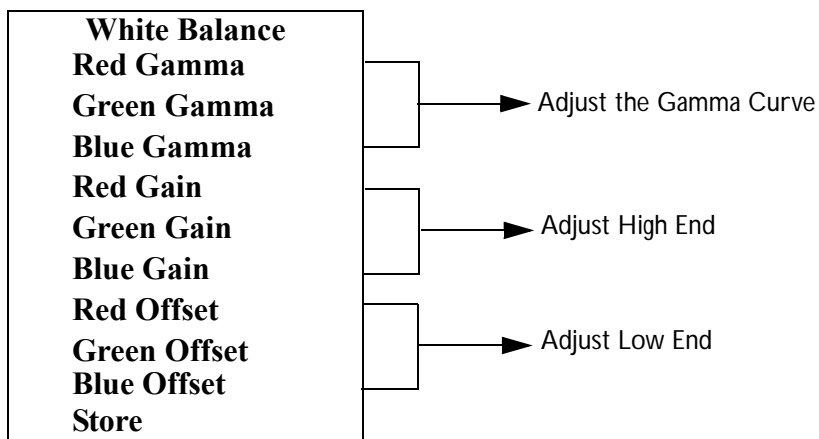 White Balance
Red Gamma
Green Gamma
Blue Gamma
Red Gain
Green Gain
Blue Gain
Red Offset
Green Offset
Blue Offset
Store
Adjust the Gamma Curve
Adjust High End
Adjust Low End